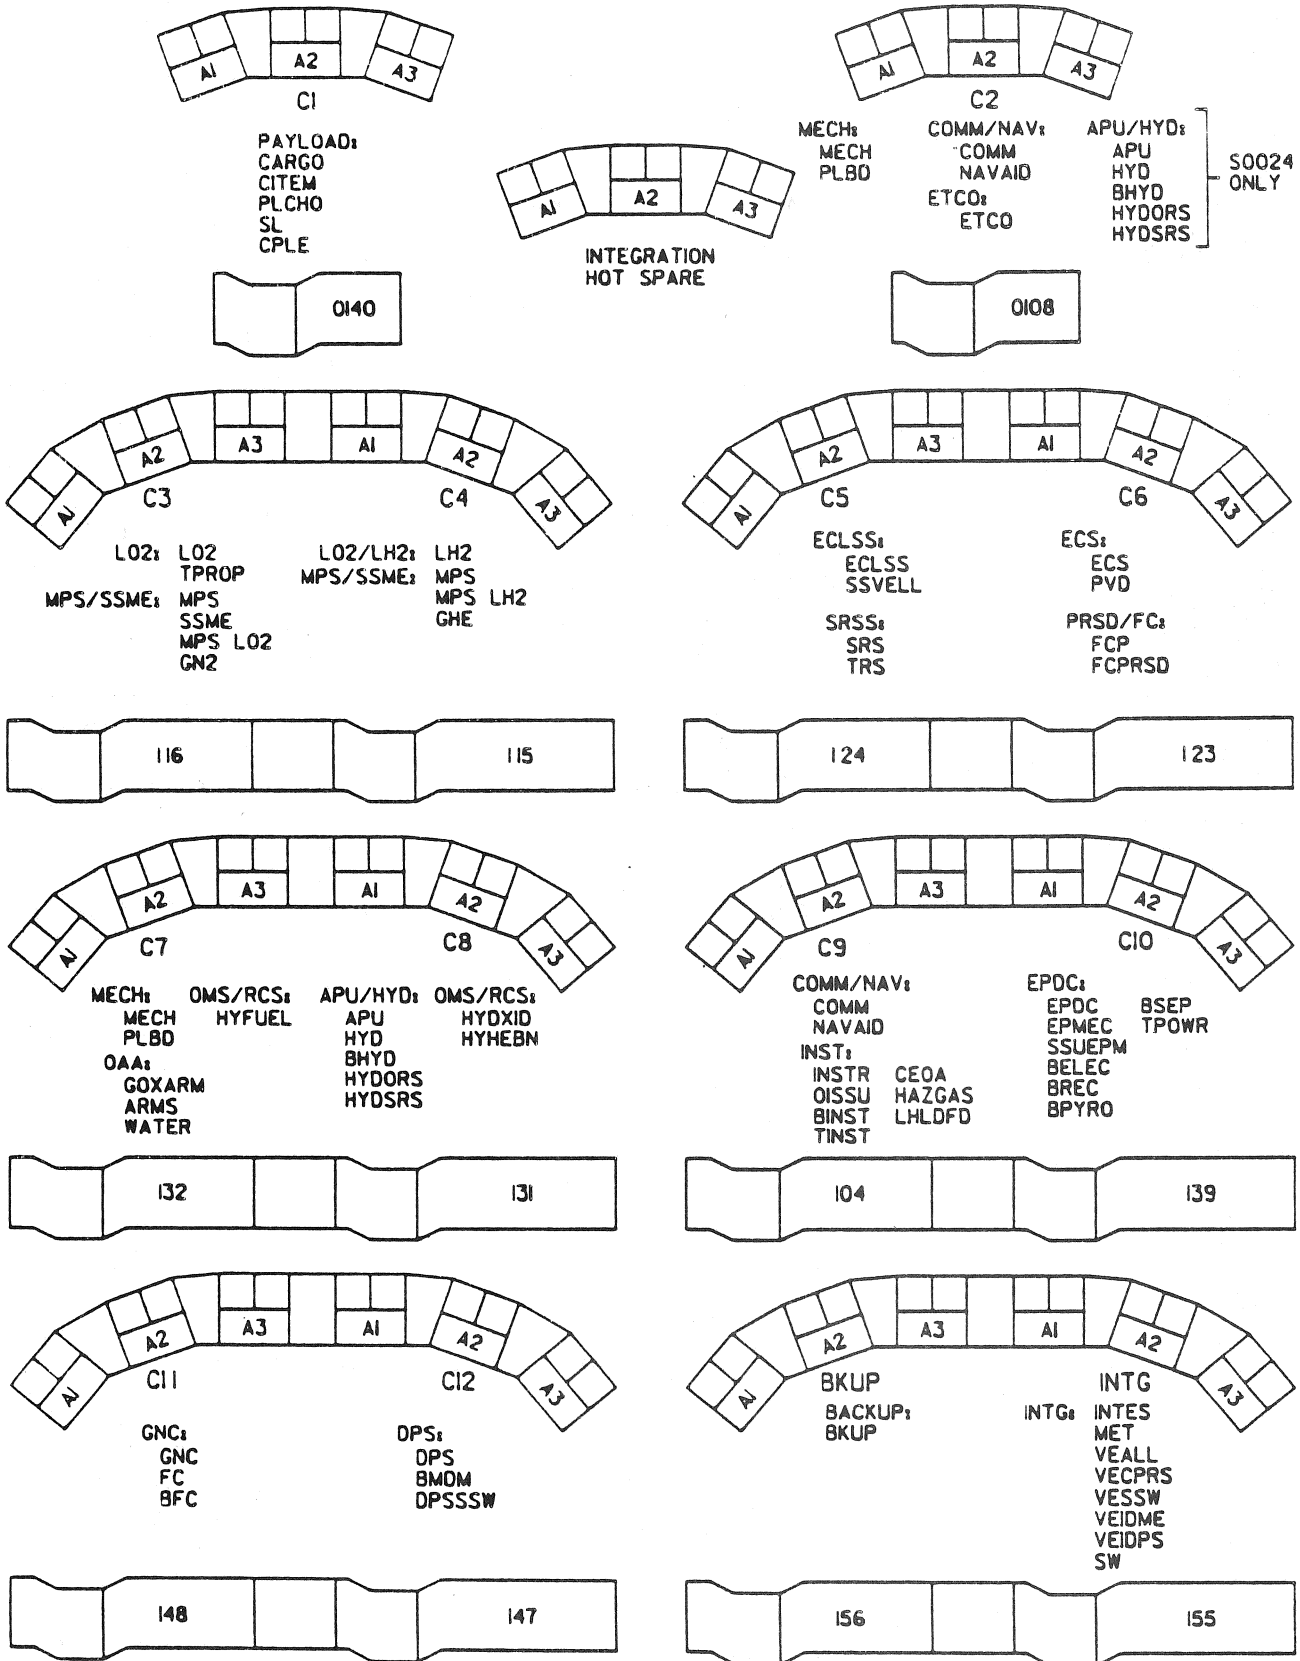 A1 A2 A3
C1
PAYLOAD:
CARGO
CITEM
PLCHO
SL
CPLE
A1 A2 A3
INTEGRATION
HOT SPARE
A1 A2 A3
C2
MECH:
MECH
PLBD
COMM/NAV:
COMM
NAVAID
ETCO:
ETCO
APU/HYD:
APU
HYD
BHYD
HYDORS
HYDSRS
S0024
ONLY
0140
0108
A1 A2 A3 A1 A2 A3
C3 C4
LO2: LO2
TPROP
MPS/SSME: MPS
SSME
MPS LO2
GN2
LO2/LH2: LH2
MPS/SSME: MPS
MPS LH2
GHE
A1 A2 A3 A1 A2 A3
C5 C6
ECLSS:
ECLSS
SSVELL
SRSS:
SRS
TRS
ECS:
ECS
PVD
PRSD/FC:
FCP
FCPRSD
116 115
124 123
A1 A2 A3 A1 A2 A3
C7 C8
MECH:
MECH
PLBD
OAA:
GOXARM
ARMS
WATER
OMS/RCS:
HYFUEL
APU/HYD:
APU
HYD
BHYD
HYDORS
HYDSRS
OMS/RCS:
HYDXID
HYHEBN
A1 A2 A3 A1 A2 A3
C9 C10
COMM/NAV:
COMM
NAVAID
INST:
INSTR CEOA
OISSU HAZGAS
BINST LHLDFD
TINST
EPDC:
EPDC BSEP
EPMEC TPOWR
SSUEPM
BELEC
BREC
BPYRO
132 131
104 139
A1 A2 A3 A1 A2 A3
C11 C12
GNC:
GNC
FC
BFC
DPS:
DPS
BMDM
DPSSSW
A1 A2 A3 A1 A2 A3
BKUP INTG
BACKUP:
BKUP
INTG: INTES
MET
VEALL
VECPRS
VESSW
VEIDME
VEIDPS
SW
148 147
156 155